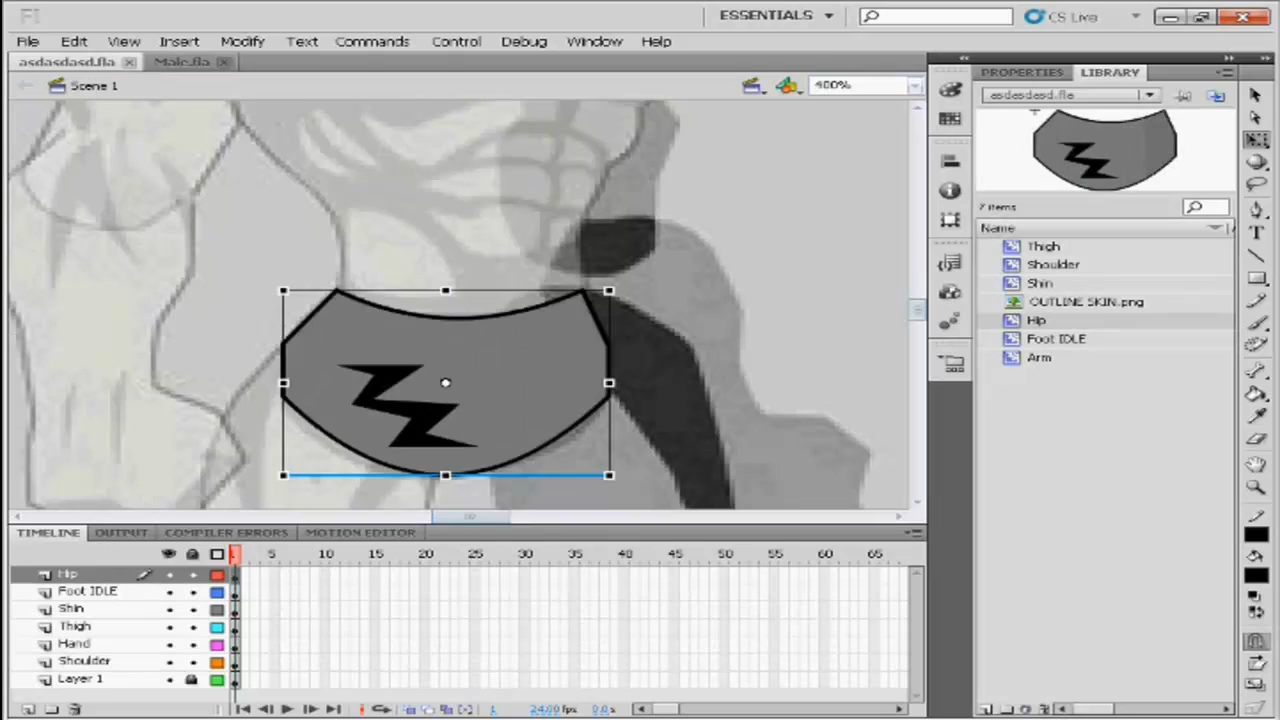 Fl ESSENTIALS CS Live
File Edit View Insert Modify Text Commands Control Debug Window Help
asdasdasd.fla Male.fla PROPERTIES LIBRARY
Scene 1 400% asdasdasd.fla
7 items
Name
Thigh
Shoulder
Shin
OUTLINE SKIN.png
Hip
Foot IDLE
Arm
TIMELINE OUTPUT COMPILER ERRORS MOTION EDITOR
1 5 10 15 20 25 30 35 40 45 50 55 60 65
Hip
Foot IDLE
Shin
Thigh
Hand
Shoulder
Layer 1
1 24.00 fps 0.0s